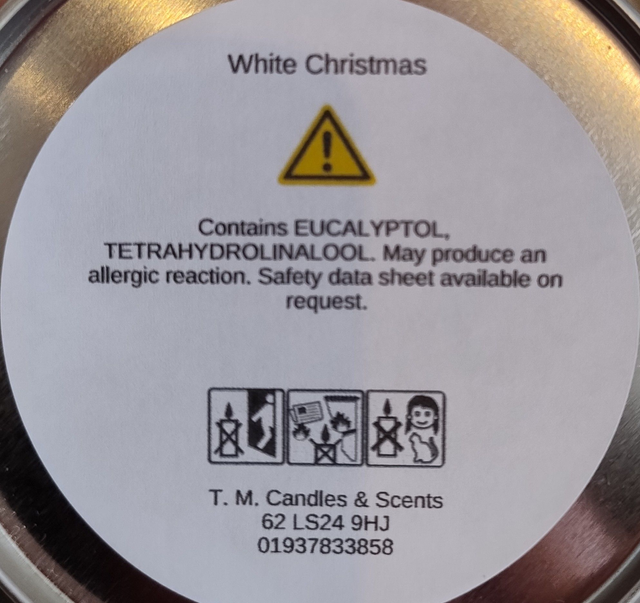 White Christmas
!
Contains EUCALYPTOL,
TETRAHYDROLINALOOL. May produce an
allergic reaction. Safety data sheet available on
request.
T. M. Candles & Scents
62 LS24 9HJ
01937833858